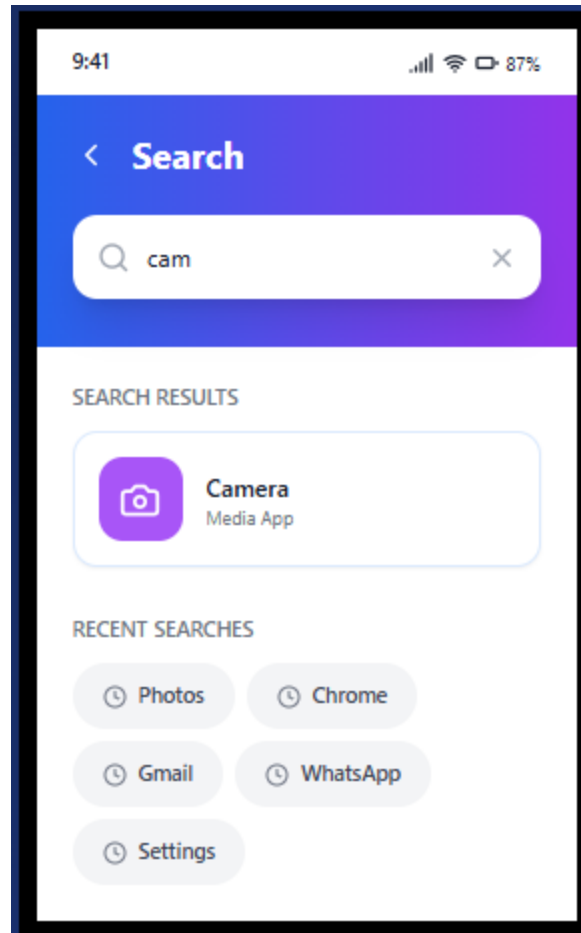 9:41 87%
Search
cam
SEARCH RESULTS
Camera
Media App
RECENT SEARCHES
Photos Chrome
Gmail WhatsApp
Settings